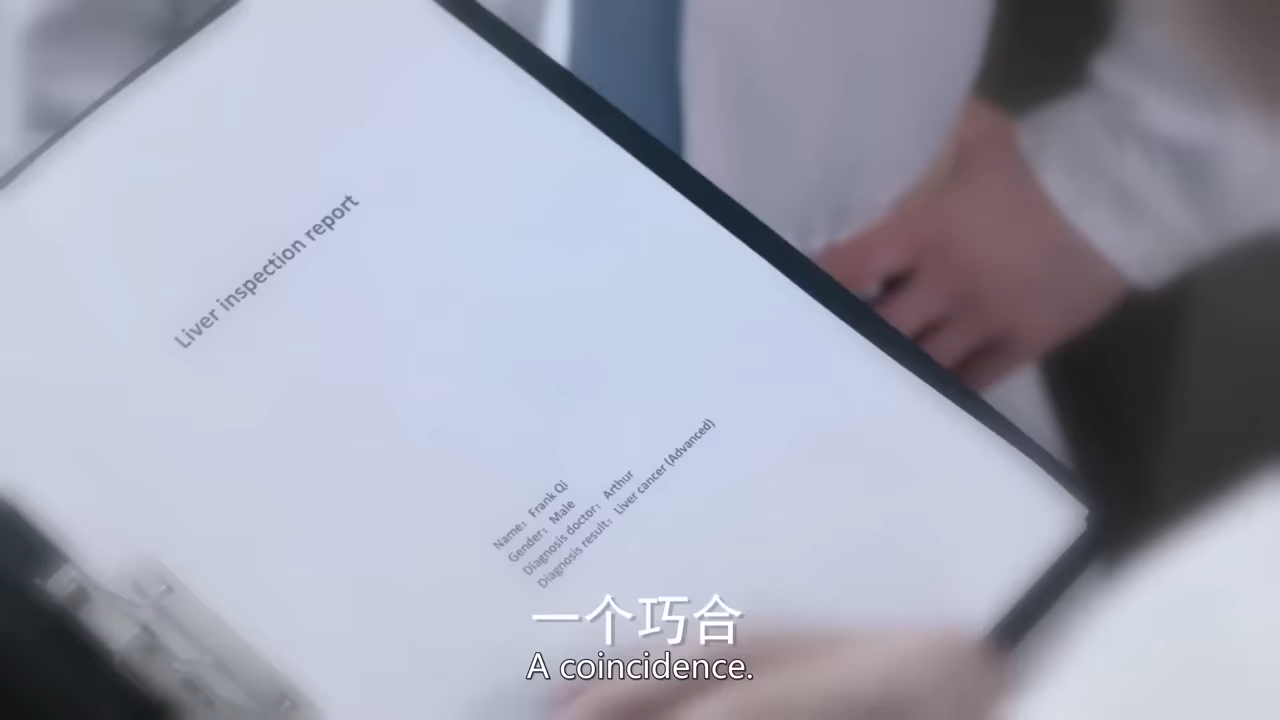 Liver inspection report
Name: Frank Qi
Gender: Male
Diagnosis doctor: Arthur
Diagnosis result: Liver cancer (Advanced)
一个巧合
A coincidence.